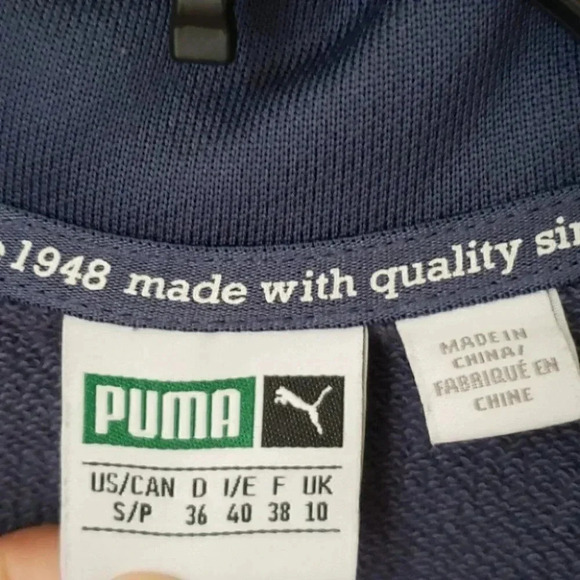 1948 made with quality
PUMA
US/CAN D I/E F UK
S/P 36 40 38 10
MADE IN
CHINA/
FABRIQUÉ EN
CHINE